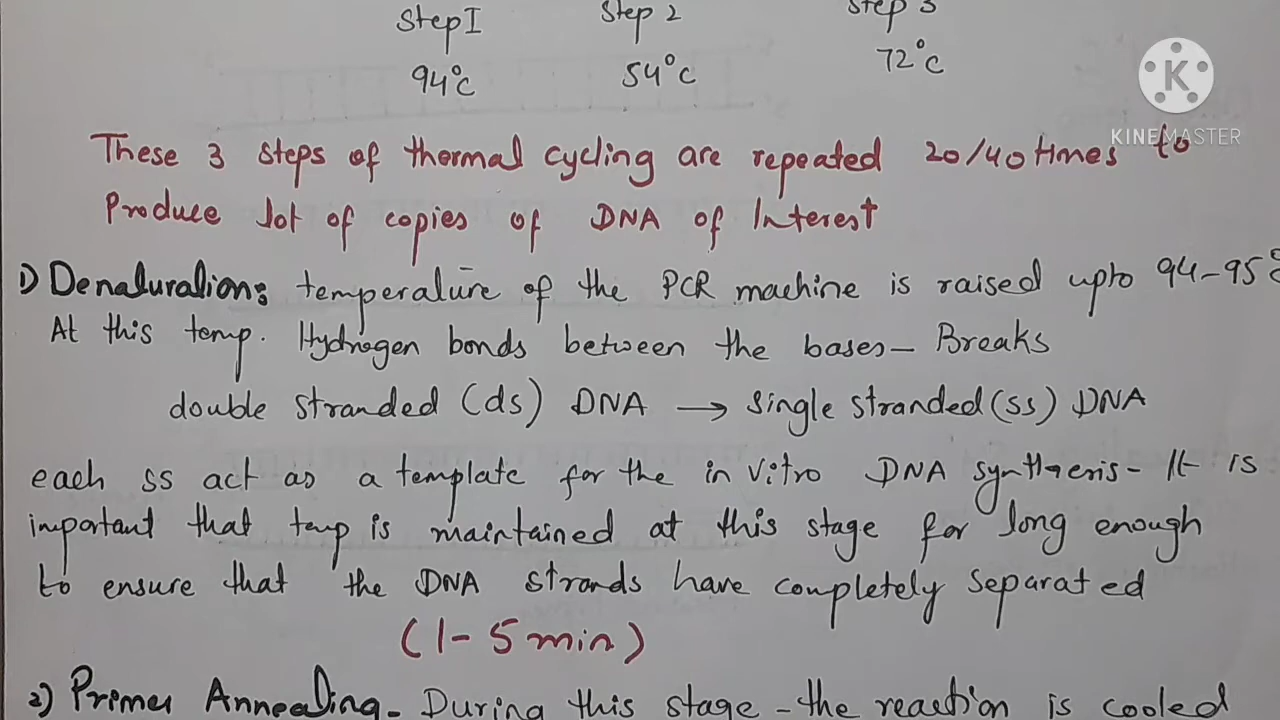 Step I Step 2 Step 3
94°C 54°C 72°C
K
KINEMASTER
These 3 steps of thermal cycling are repeated 20/40 times to
Produce lot of copies of DNA of Interest
1) Denaturation: temperature of the PCR machine is raised upto 94-95°C
At this temp. Hydrogen bonds between the bases- Breaks
double stranded (ds) DNA → single stranded (ss) DNA
each ss act as a template for the in vitro DNA synthesis- It is
important that temp is maintained at this stage for long enough
to ensure that the DNA strands have completely separated
(1-5 min)
2) Primer Annealing- During this stage - the reaction is cooled